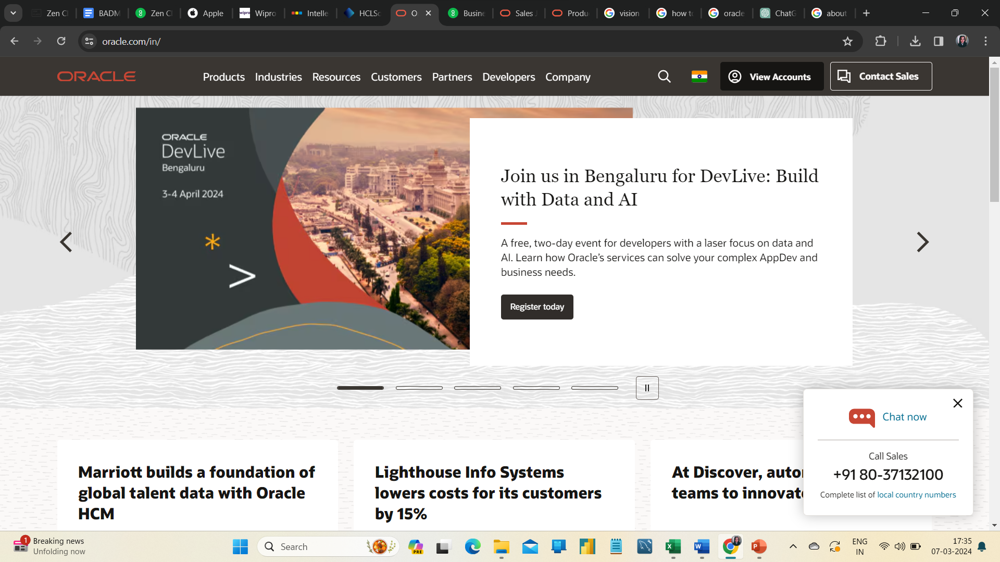 Zen Cl
BADM
Zen Cl
Apple
Wipro
Intelle
HCLSo
O
Busine
Sales J
Produ
vision
how to
oracle
ChatG
about
oracle.com/in/
ORACLE
Products
Industries
Resources
Customers
Partners
Developers
Company
View Accounts
Contact Sales
ORACLE
DevLive
Bengaluru
3-4 April 2024
Join us in Bengaluru for DevLive: Build
with Data and AI
A free, two-day event for developers with a laser focus on data and
AI. Learn how Oracle’s services can solve your complex AppDev and
business needs.
Register today
Chat now
Call Sales
+91 80-37132100
Complete list of local country numbers
Marriott builds a foundation of
global talent data with Oracle
HCM
Lighthouse Info Systems
lowers costs for its customers
by 15%
At Discover, auto
teams to innovate
1
Breaking news
Unfolding now
Search
PRE
ENG
IN
17:35
07-03-2024